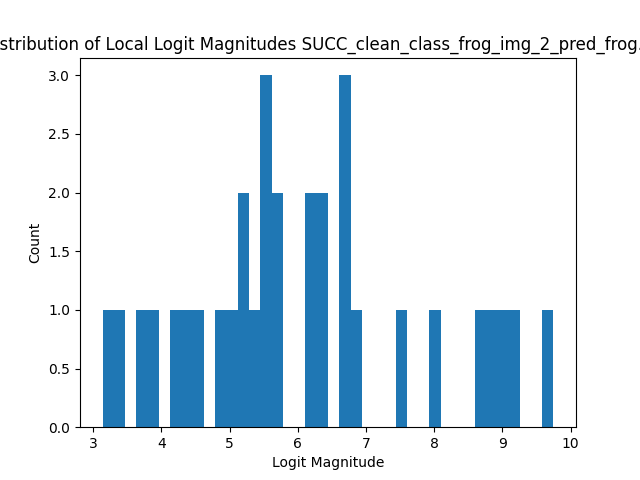 stribution of Local Logit Magnitudes SUCC_clean_class_frog_img_2_pred_frog.
3.0
2.5
2.0
1.5
1.0
0.5
0.0
Count
3 4 5 6 7 8 9 10
Logit Magnitude